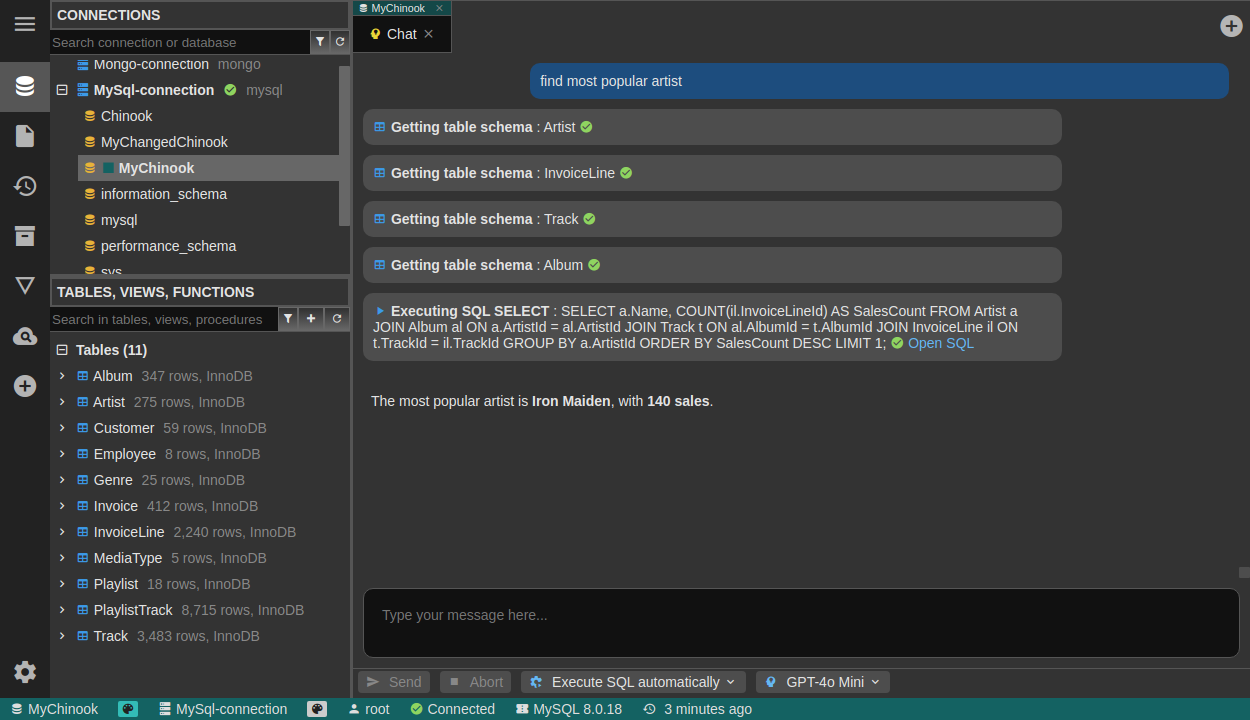 CONNECTIONS
Search connection or database
Mongo-connection mongo
MySql-connection mysql
Chinook
MyChangedChinook
MyChinook
information_schema
mysql
performance_schema
sys
TABLES, VIEWS, FUNCTIONS
Search in tables, views, procedures
Tables (11)
Album 347 rows, InnoDB
Artist 275 rows, InnoDB
Customer 59 rows, InnoDB
Employee 8 rows, InnoDB
Genre 25 rows, InnoDB
Invoice 412 rows, InnoDB
InvoiceLine 2,240 rows, InnoDB
MediaType 5 rows, InnoDB
Playlist 18 rows, InnoDB
PlaylistTrack 8,715 rows, InnoDB
Track 3,483 rows, InnoDB
MyChinook
Chat
find most popular artist
Getting table schema : Artist
Getting table schema : InvoiceLine
Getting table schema : Track
Getting table schema : Album
Executing SQL SELECT : SELECT a.Name, COUNT(il.InvoiceLineId) AS SalesCount FROM Artist a
JOIN Album al ON a.ArtistId = al.ArtistId JOIN Track t ON al.AlbumId = t.AlbumId JOIN InvoiceLine il ON
t.TrackId = il.TrackId GROUP BY a.ArtistId ORDER BY SalesCount DESC LIMIT 1; Open SQL
The most popular artist is Iron Maiden, with 140 sales.
Type your message here...
Send Abort Execute SQL automatically GPT-4o Mini
MyChinook MySql-connection root Connected MySQL 8.0.18 3 minutes ago